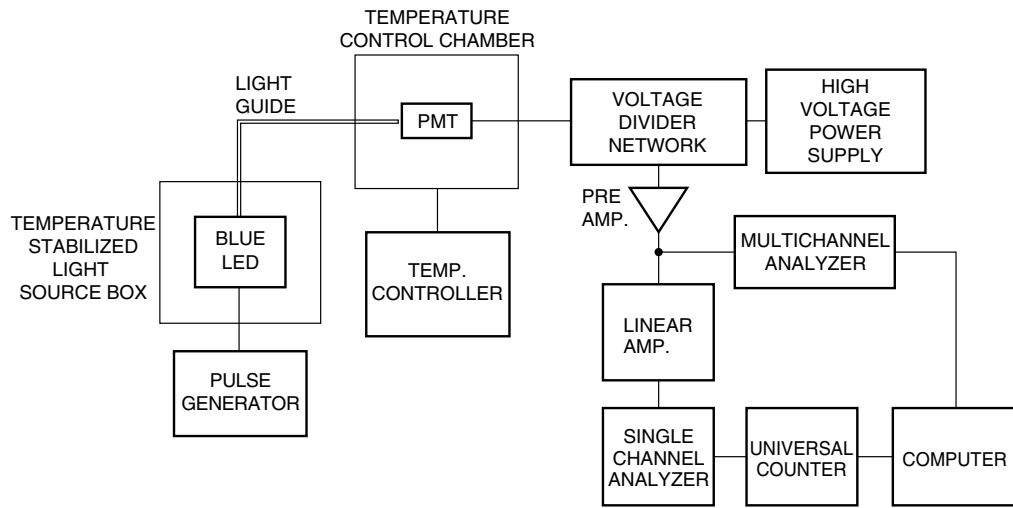 TEMPERATURE
CONTROL CHAMBER
LIGHT
GUIDE
PMT
VOLTAGE
DIVIDER
NETWORK
HIGH
VOLTAGE
POWER
SUPPLY
TEMPERATURE
STABILIZED
LIGHT
SOURCE BOX
BLUE
LED
PULSE
GENERATOR
TEMP.
CONTROLLER
PRE
AMP.
MULTICHANNEL
ANALYZER
LINEAR
AMP.
SINGLE
CHANNEL
ANALYZER
UNIVERSAL
COUNTER
COMPUTER